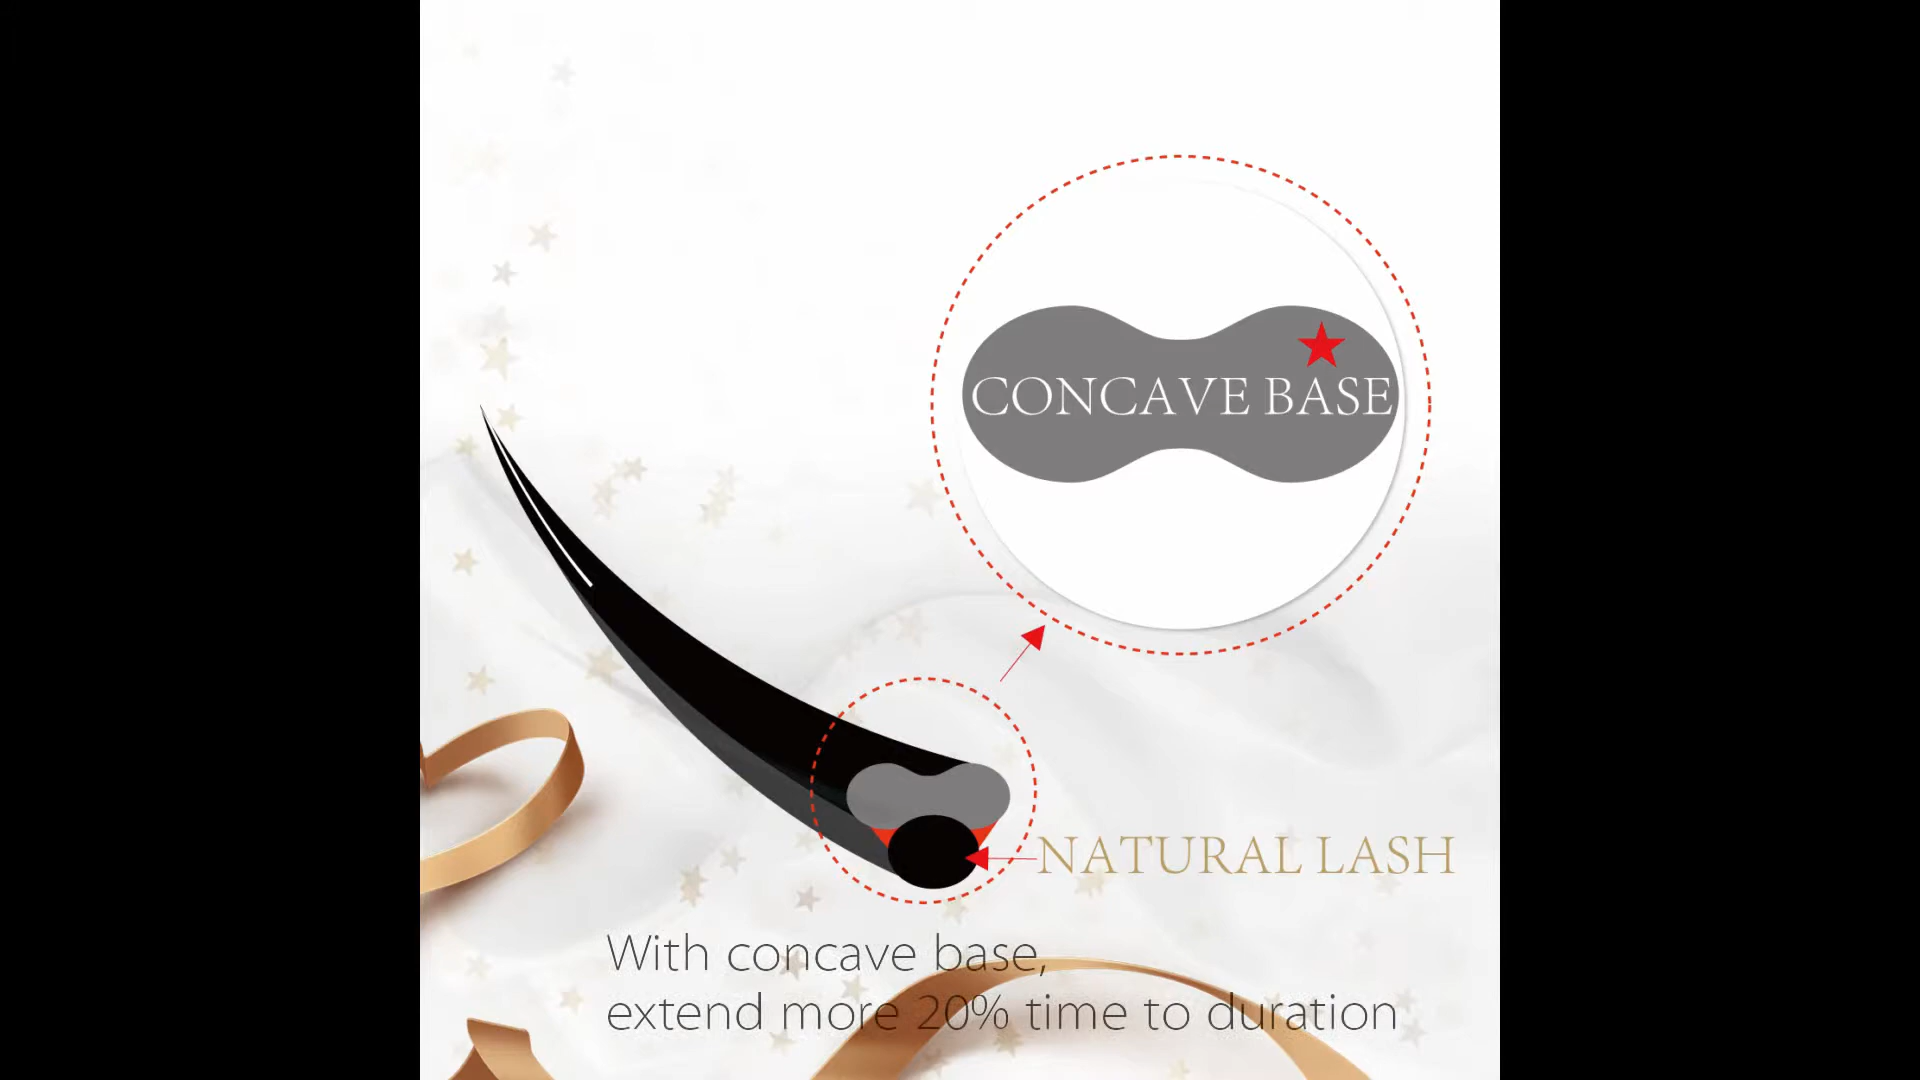 CONCAVE BASE
NATURAL LASH
With concave base,
extend more 20% time to duration